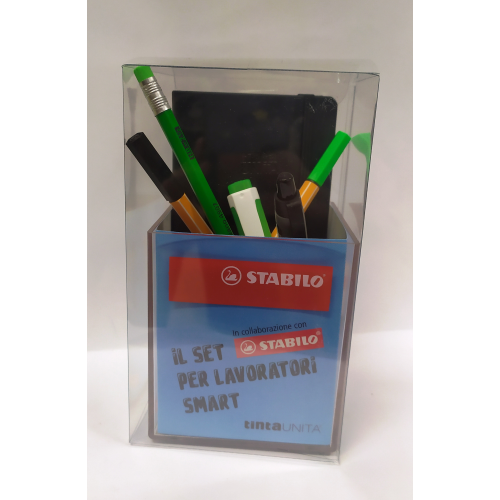 STABILO
in collaborazione con
iL SET STABILO
PER LAVORATORI
SMART
tintaUNITA